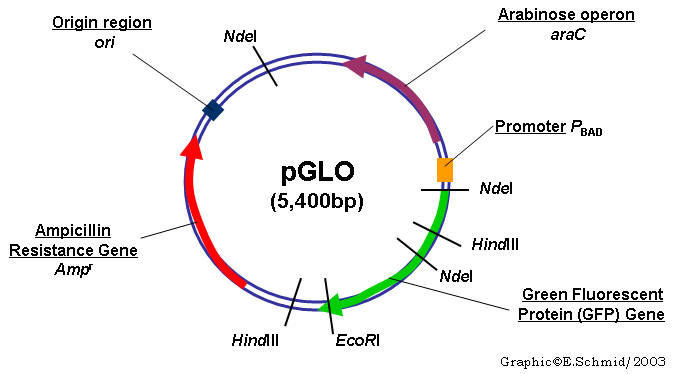 Origin region
ori
NdeI
Arabinose operon
araC
Promoter PBAD
pGLO
(5,400bp)
NdeI
HindIII
NdeI
Ampicillin
Resistance Gene
Ampr
Green Fluorescent
Protein (GFP) Gene
HindIII
EcoRI
Graphic©E.Schmid/2003